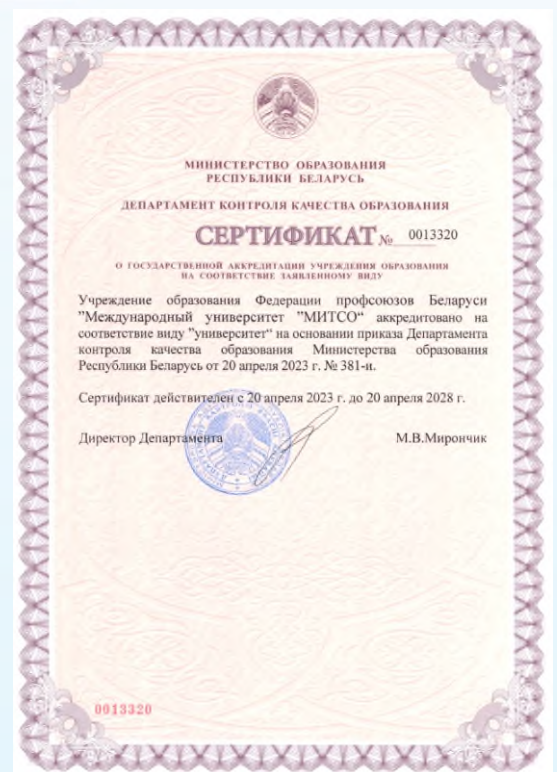 МИНИСТЕРСТВО ОБРАЗОВАНИЯ
РЕСПУБЛИКИ БЕЛАРУСЬ
ДЕПАРТАМЕНТ КОНТРОЛЯ КАЧЕСТВА ОБРАЗОВАНИЯ
СЕРТИФИКАТ № 0013320
О ГОСУДАРСТВЕННОЙ АККРЕДИТАЦИИ УЧРЕЖДЕНИЯ ОБРАЗОВАНИЯ
НА СООТВЕТСТВИЕ ЗАЯВЛЕННОМУ ВИДУ
Учреждение образования Федерации профсоюзов Беларуси
"Международный университет "МИТСО“ аккредитовано на
соответствие виду "университет“ на основании приказа Департамента
контроля качества образования Министерства образования
Республики Беларусь от 20 апреля 2023 г. № 381-и.
Сертификат действителен с 20 апреля 2023 г. до 20 апреля 2028 г.
Директор Департамента М.В.Мирончик
0013320